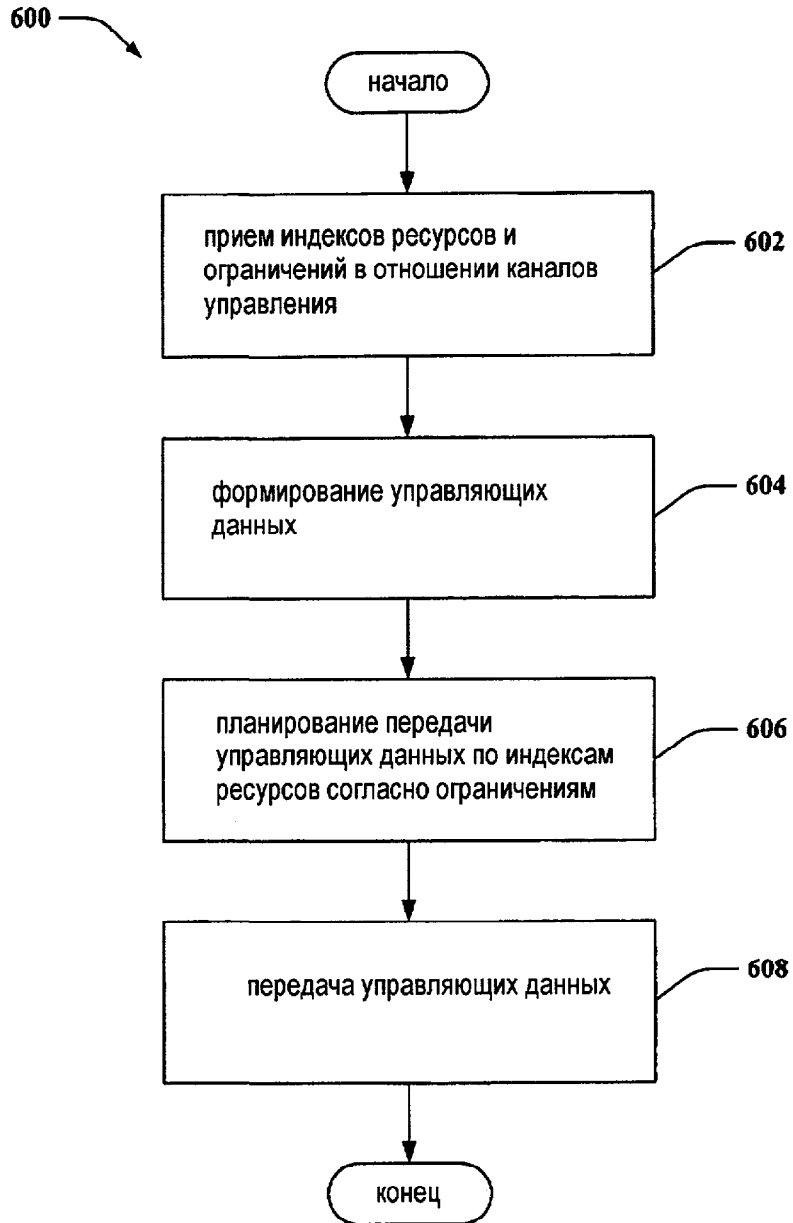 600
начало
прием индексов ресурсов и
ограничений в отношении каналов
управления
602
формирование управляющих
данных
604
планирование передачи
управляющих данных по индексам
ресурсов согласно ограничениям
606
передача управляющих данных
608
конец